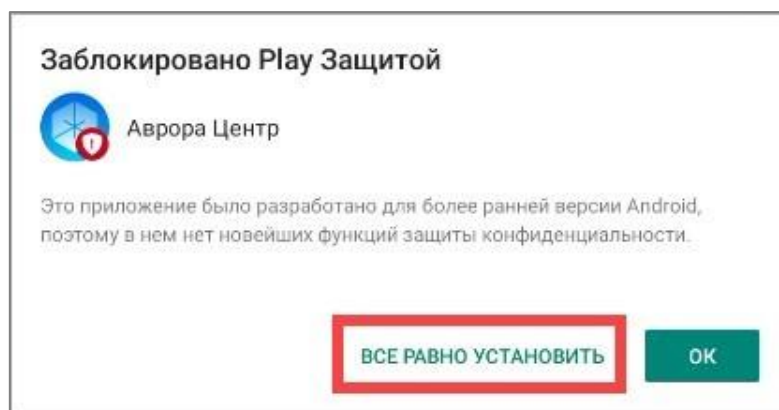 Заблокировано Play Защитой
Аврора Центр
Это приложение было разработано для более ранней версии Android,
поэтому в нем нет новейших функций защиты конфиденциальности.
ВСЕ РАВНО УСТАНОВИТЬ
ОК